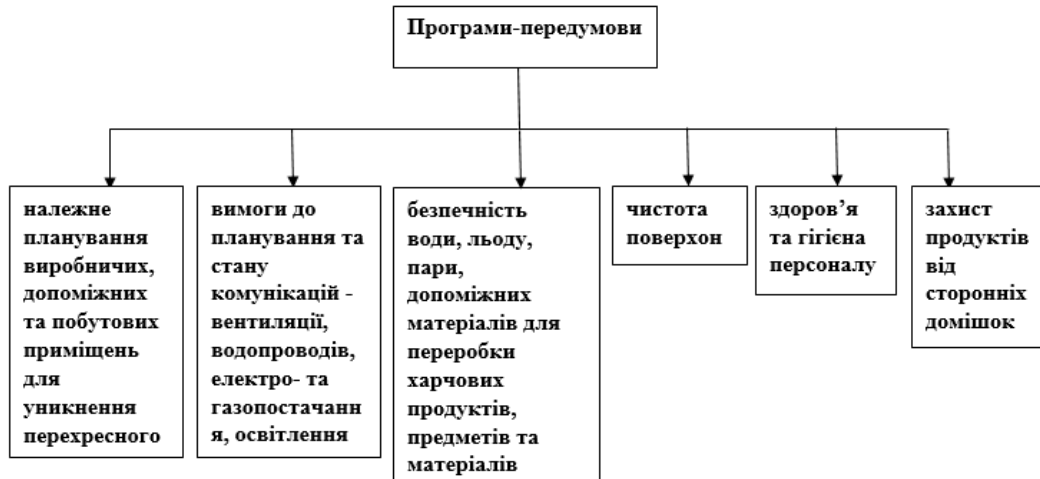 Програми-передумови
належне
планування
виробничих,
допоміжних
та побутових
приміщень
для
уникнення
перехресного
вимоги до
планування та
стану
комунікацій -
вентиляції,
водопроводів,
електро- та
газопостачанн
я, освітлення
безпечність
води, льоду,
пари,
допоміжних
матеріалів для
переробки
харчових
продуктів,
предметів та
матеріалів
чистота
поверхон
здоров’я
та гігієна
персоналу
захист
продуктів
від
сторонніх
домішок